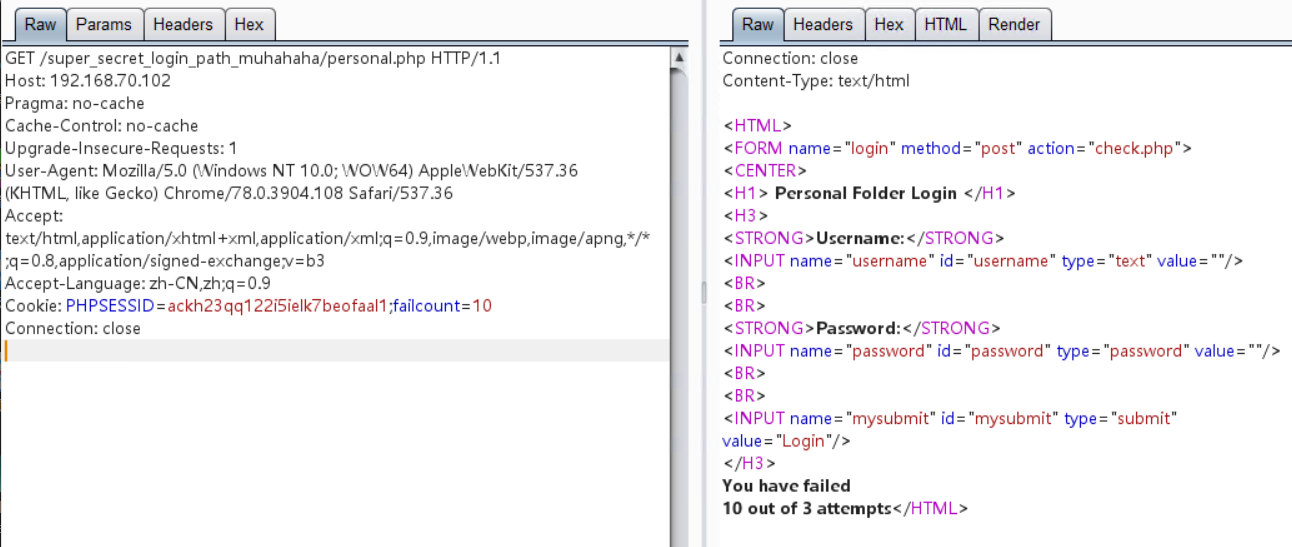 Raw Params Headers Hex
GET /super_secret_login_path_muhahaha/personal.php HTTP/1.1
Host: 192.168.70.102
Pragma: no-cache
Cache-Control: no-cache
Upgrade-Insecure-Requests: 1
User-Agent: Mozilla/5.0 (Windows NT 10.0; WOW64) AppleWebKit/537.36
(KHTML, like Gecko) Chrome/78.0.3904.108 Safari/537.36
Accept:
text/html,application/xhtml+xml,application/xml;q=0.9,image/webp,image/apng,*/*
;q=0.8,application/signed-exchange;v=b3
Accept-Language: zh-CN,zh;q=0.9
Cookie: PHPSESSID=ackh23qq122i5ielk7beofaal1;failcount=10
Connection: close
Raw Headers Hex HTML Render
Connection: close
Content-Type: text/html
<HTML>
<FORM name="login" method="post" action="check.php">
<CENTER>
<H1> Personal Folder Login </H1>
<H3>
<STRONG>Username:</STRONG>
<INPUT name="username" id="username" type="text" value=""/>
<BR>
<BR>
<STRONG>Password:</STRONG>
<INPUT name="password" id="password" type="password" value=""/>
<BR>
<BR>
<INPUT name="mysubmit" id="mysubmit" type="submit"
value="Login"/>
</H3>
You have failed
10 out of 3 attempts</HTML>